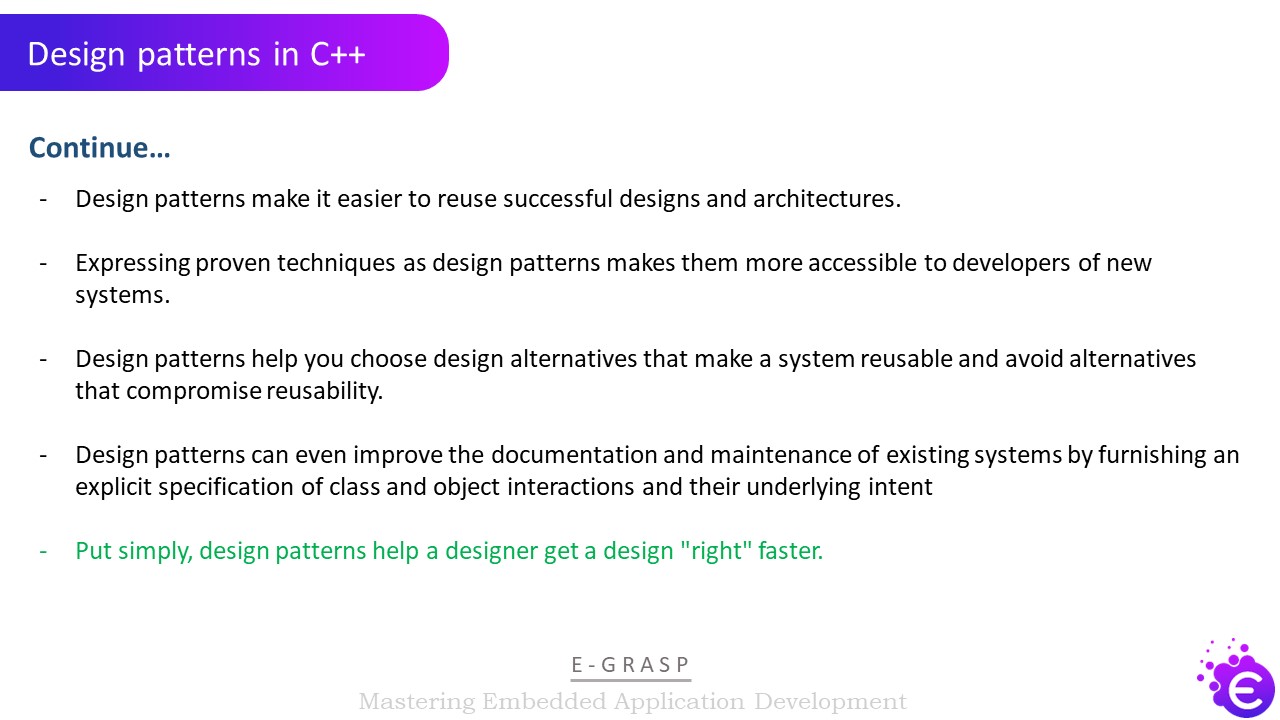 Design patterns in C++
Continue…
- Design patterns make it easier to reuse successful designs and architectures.
- Expressing proven techniques as design patterns makes them more accessible to developers of new
systems.
- Design patterns help you choose design alternatives that make a system reusable and avoid alternatives
that compromise reusability.
- Design patterns can even improve the documentation and maintenance of existing systems by furnishing an
explicit specification of class and object interactions and their underlying intent
- Put simply, design patterns help a designer get a design "right" faster.
E-GRASP
Mastering Embedded Application Development